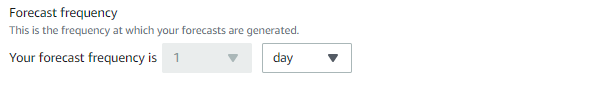 Forecast frequency
This is the frequency at which your forecasts are generated.
Your forecast frequency is 1 day